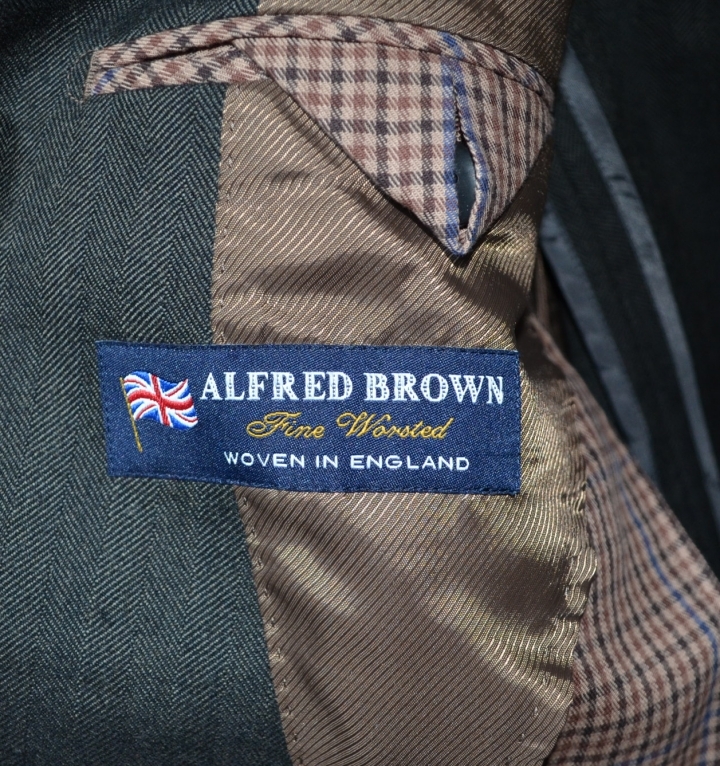 ALFRED BROWN
Fine Worsted
WOVEN IN ENGLAND